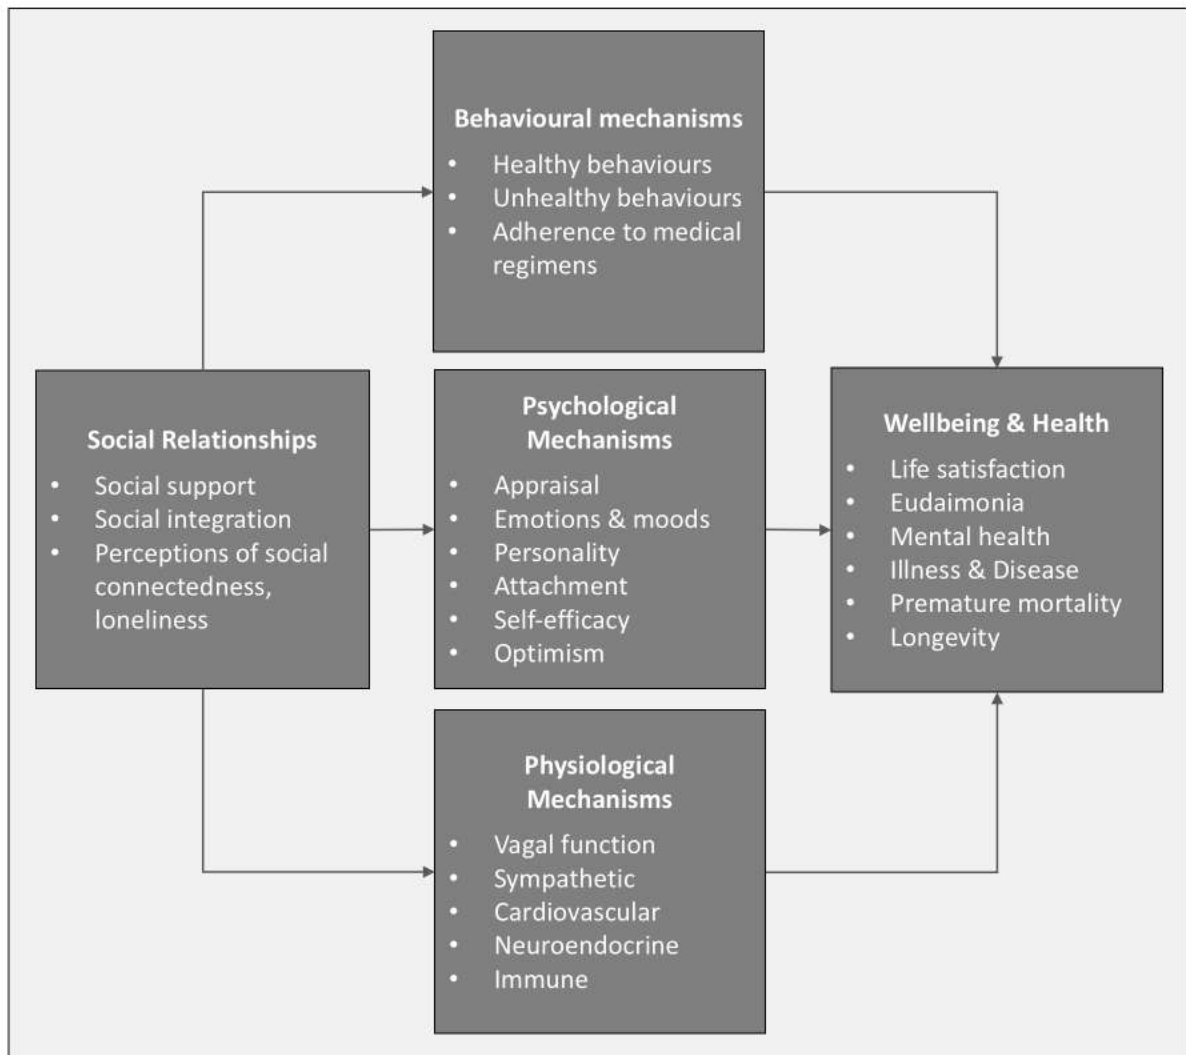 Behavioural mechanisms
• Healthy behaviours
• Unhealthy behaviours
• Adherence to medical
regimens
Social Relationships
• Social support
• Social integration
• Perceptions of social
connectedness,
loneliness
Psychological
Mechanisms
• Appraisal
• Emotions & moods
• Personality
• Attachment
• Self-efficacy
• Optimism
Wellbeing & Health
• Life satisfaction
• Eudaimonia
• Mental health
• Illness & Disease
• Premature mortality
• Longevity
Physiological
Mechanisms
• Vagal function
• Sympathetic
• Cardiovascular
• Neuroendocrine
• Immune